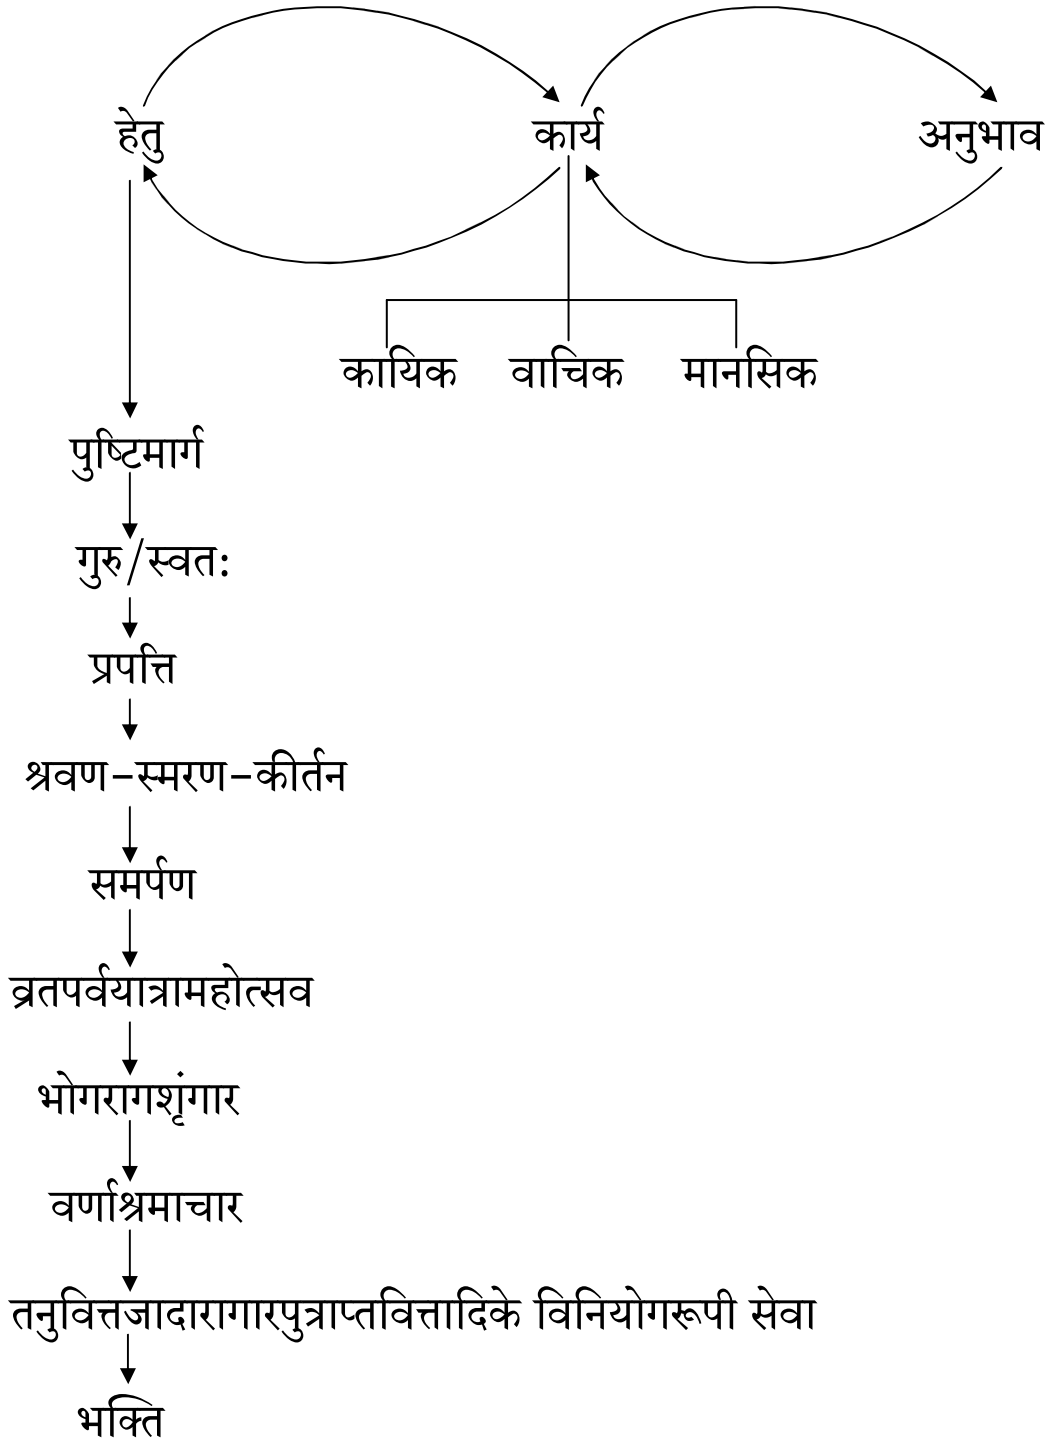 हेतु कार्य अनुभाव
कायिक वाचिक मानसिक
पुष्टिमार्ग
गुरु/स्वतः
प्रपत्ति
श्रवण-स्मरण-कीर्तन
समर्पण
व्रतपर्वयात्रामहोत्सव
भोगरागशृंगार
वर्णाश्रमाचार
तनुवित्तजादारागारपुत्राप्तवित्तादिके विनियोगरूपी सेवा
भक्ति